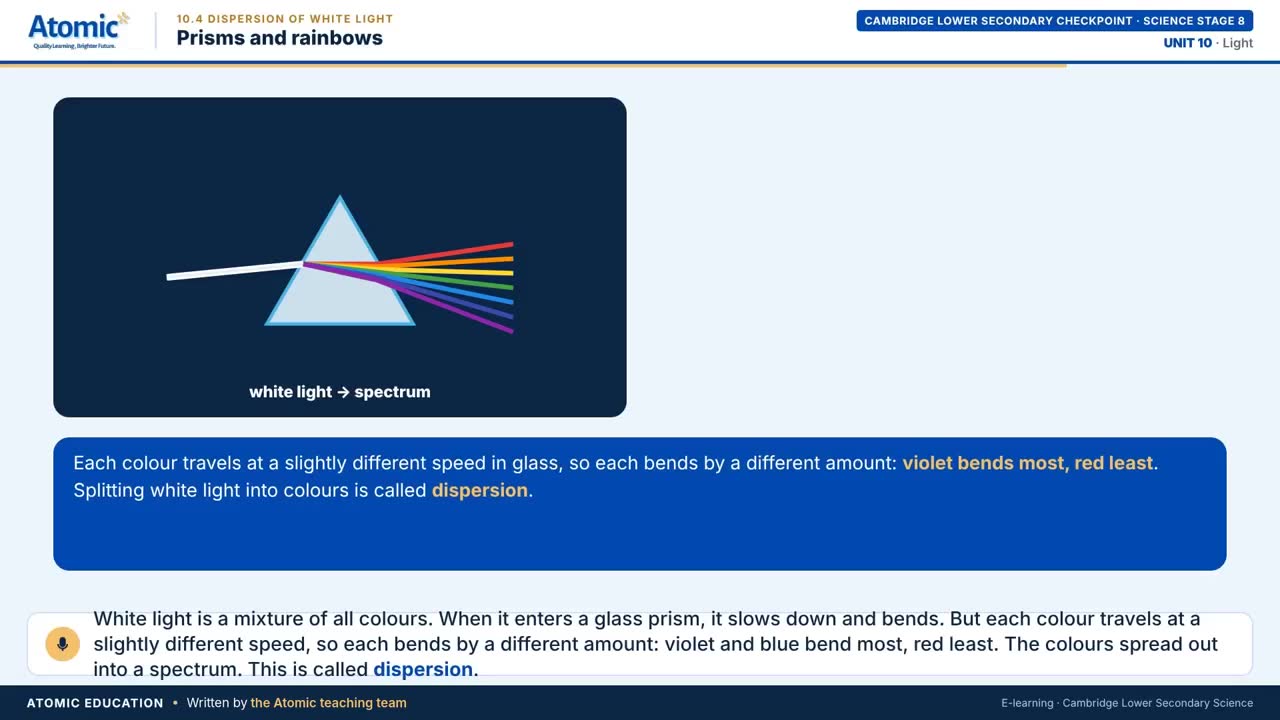 Atomic
Quality Learning, Brighter Future.
10.4 DISPERSION OF WHITE LIGHT
Prisms and rainbows
CAMBRIDGE LOWER SECONDARY CHECKPOINT · SCIENCE STAGE 8
UNIT 10 · Light
white light → spectrum
Each colour travels at a slightly different speed in glass, so each bends by a different amount: violet bends most, red least.
Splitting white light into colours is called dispersion.
White light is a mixture of all colours. When it enters a glass prism, it slows down and bends. But each colour travels at a
slightly different speed, so each bends by a different amount: violet and blue bend most, red least. The colours spread out
into a spectrum. This is called dispersion.
ATOMIC EDUCATION • Written by the Atomic teaching team
E-learning · Cambridge Lower Secondary Science